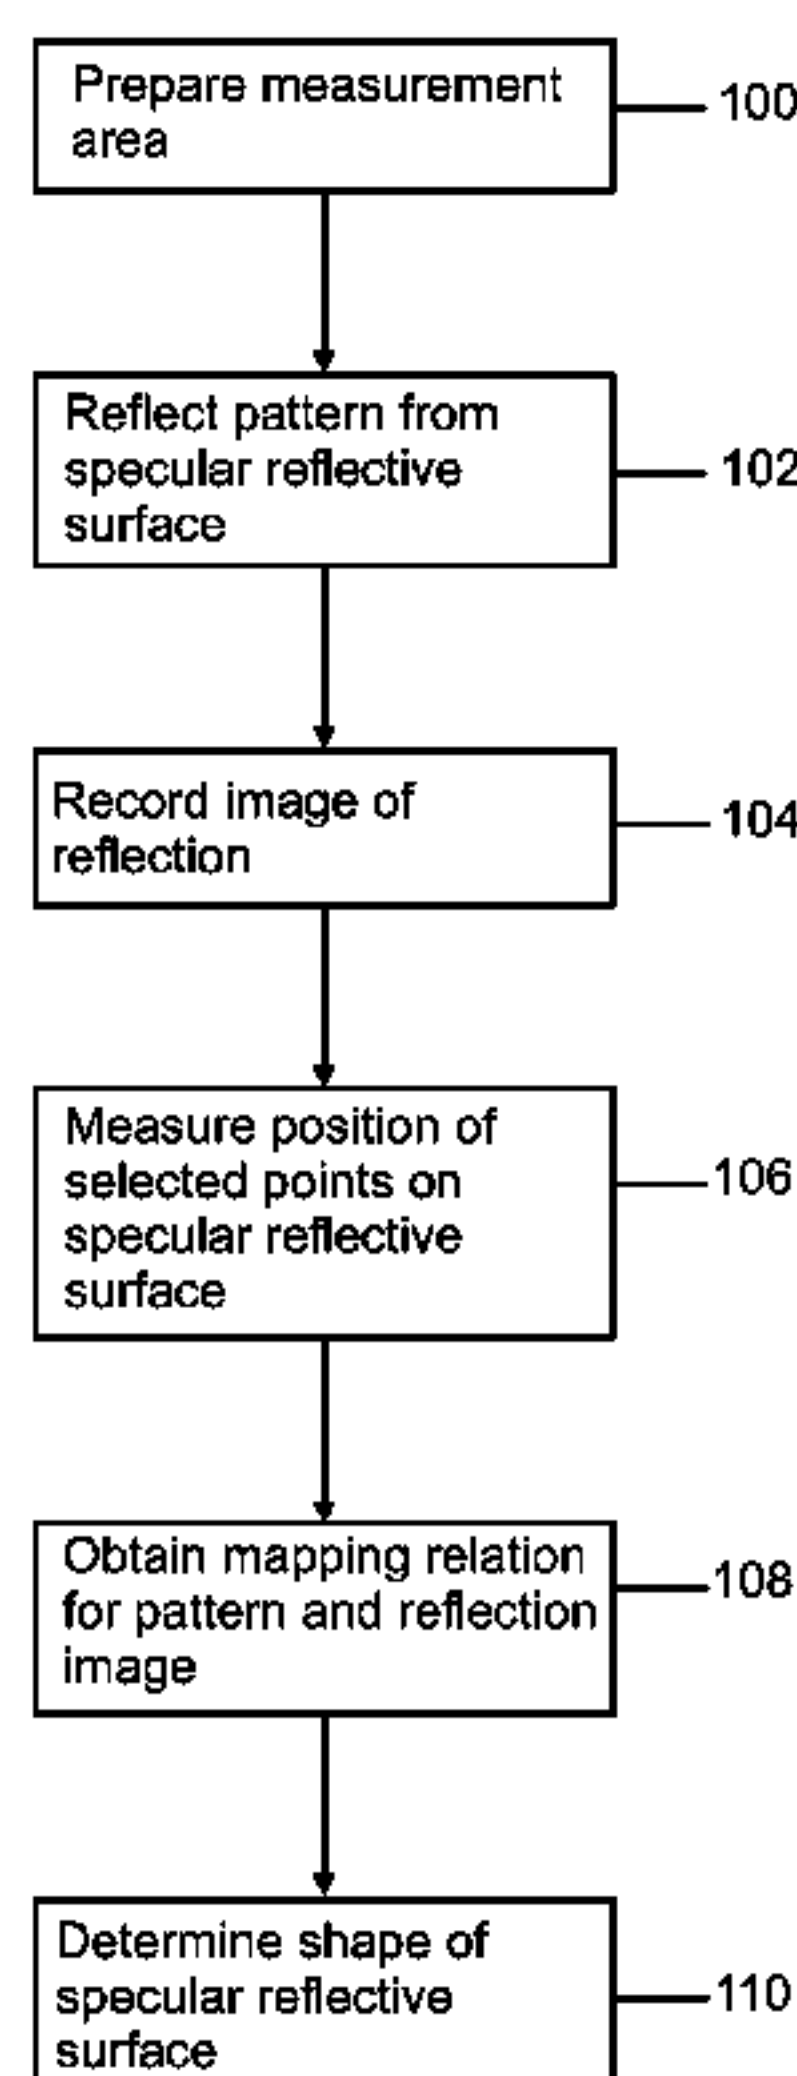 Prepare measurement
area
100
Reflect pattern from
specular reflective
surface
102
Record image of
reflection
104
Measure position of
selected points on
specular reflective
surface
106
Obtain mapping relation
for pattern and reflection
image
108
Determine shape of
specular reflective
surface
110